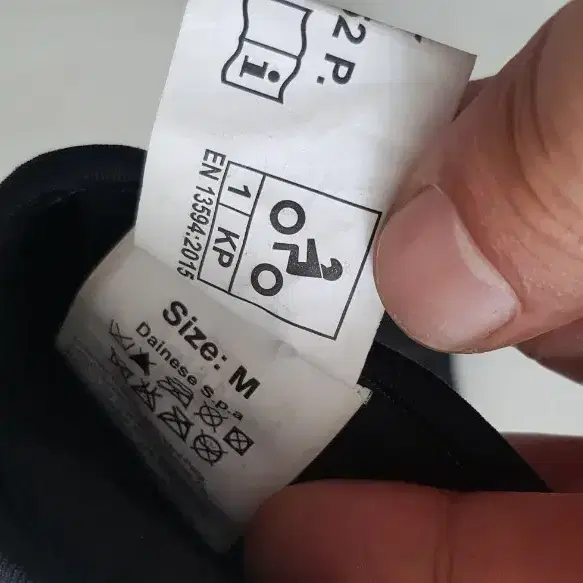 2 P.
i
1 KP
EN 13594:2015
Size: M
Dainese S.p.a